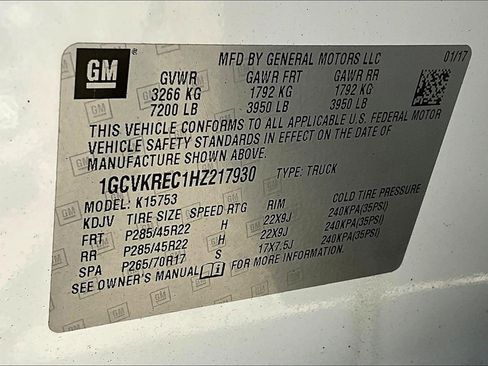 GM
MFD BY GENERAL MOTORS LLC 01/17
GVWR GAWR FRT GAWR RR
3266 KG 1792 KG 1792 KG
7200 LB 3950 LB 3950 LB
THIS VEHICLE CONFORMS TO ALL APPLICABLE U.S. FEDERAL MOTOR
VEHICLE SAFETY STANDARDS IN EFFECT ON THE DATE OF
MANUFACTURE SHOWN ABOVE.
1GCVKREC1HZ217930 TYPE: TRUCK
MODEL: K15753
KDJV TIRE SIZE SPEED RTG RIM COLD TIRE PRESSURE
FRT P285/45R22 H 22X9J 240KPA(35PSI)
RR P285/45R22 H 22X9J 240KPA(35PSI)
SPA P265/70R17 S 17X7.5J 240KPA(35PSI)
SEE OWNER'S MANUAL FOR MORE INFORMATION.